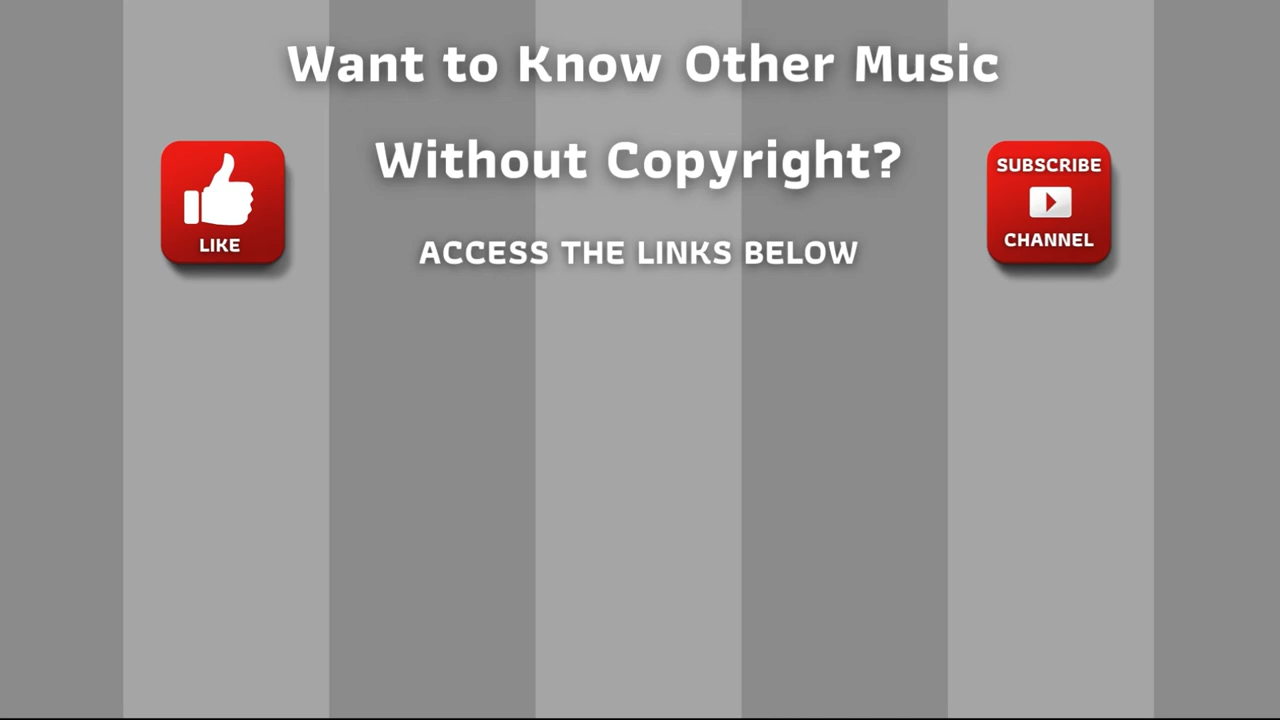 Want to Know Other Music
Without Copyright?
LIKE
SUBSCRIBE
CHANNEL
ACCESS THE LINKS BELOW